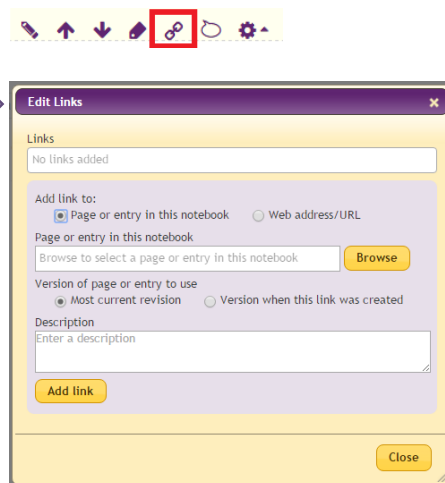 Edit Links
Links
No links added
Add link to:
Page or entry in this notebook Web address/URL
Page or entry in this notebook
Browse to select a page or entry in this notebook Browse
Version of page or entry to use
Most current revision Version when this link was created
Description
Enter a description
Add link
Close